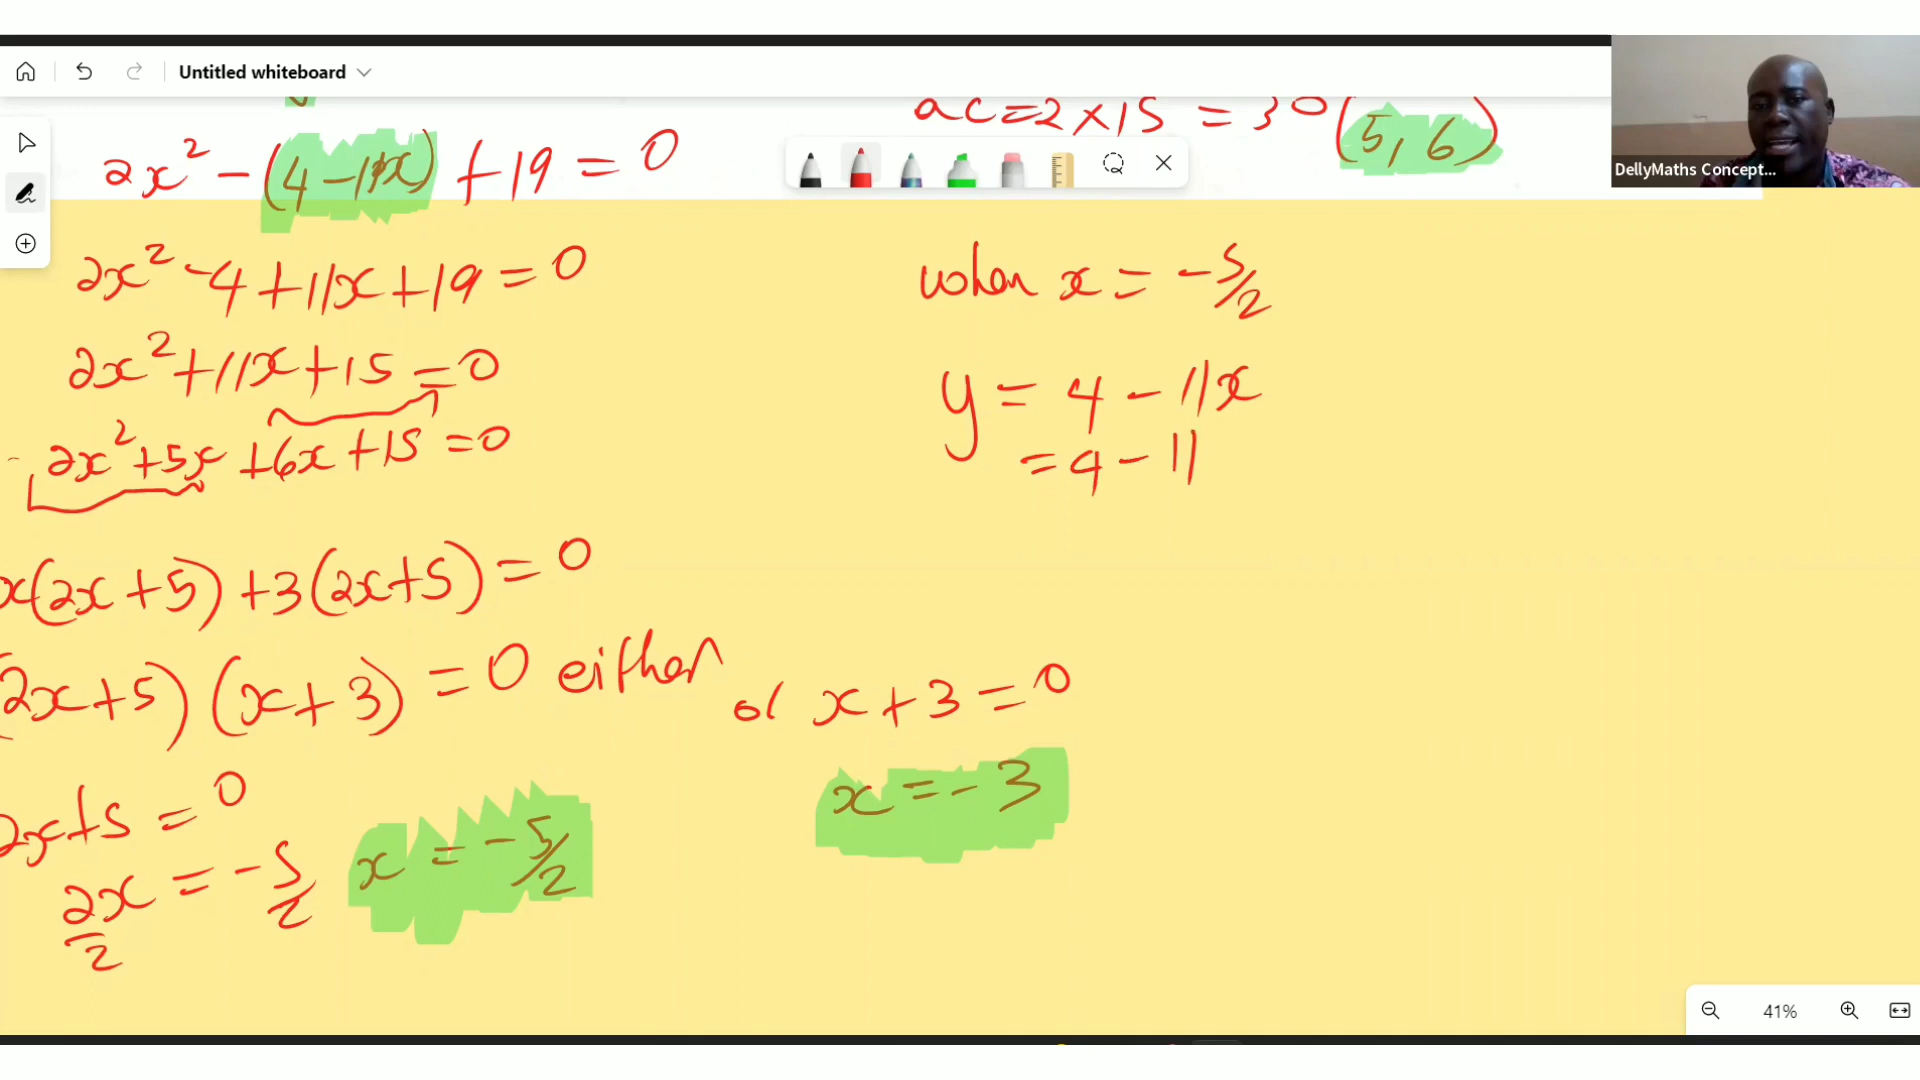 Untitled whiteboard
ac=2×15 = 30 (5, 6)
2x² - (4-11x) +19 = 0
DellyMaths Concept...
2x² -4+11x+19=0
2x²+11x+15=0
2x²+5x+6x+15=0
x(2x+5)+3(2x+5)=0
2x+5)(x+3)=0 either
or x+3=0
x=-3
2x+5=0
2x/2 = -5/2
x = -5/2
when x = -5/2
y = 4-11x
=4-11
41%